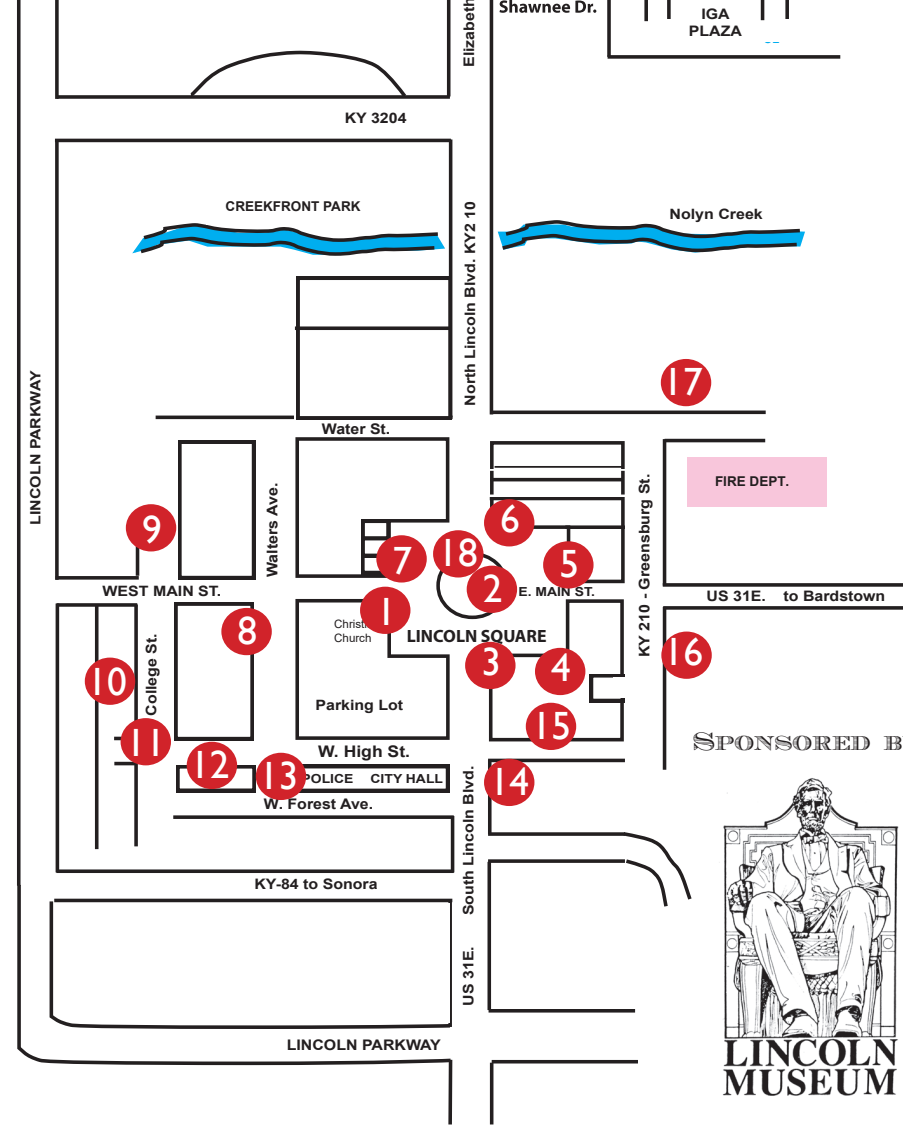 Shawnee Dr.
IGA
PLAZA
Elizabeth
KY 3204
CREEKFRONT PARK
Nolyn Creek
North Lincoln Blvd. KY2 10
LINCOLN PARKWAY
17
Water St.
Walters Ave.
KY 210 - Greensburg St.
FIRE DEPT.
9
6
7
18
5
2
WEST MAIN ST.
E. MAIN ST.
US 31E. to Bardstown
1
Christ
Church
LINCOLN SQUARE
8
College St.
3
4
16
10
Parking Lot
15
11
W. High St.
SPONSORED B
12
13
POLICE CITY HALL
14
W. Forest Ave.
South Lincoln Blvd.
KY-84 to Sonora
US 31E.
LINCOLN PARKWAY
LINCOLN
MUSEUM